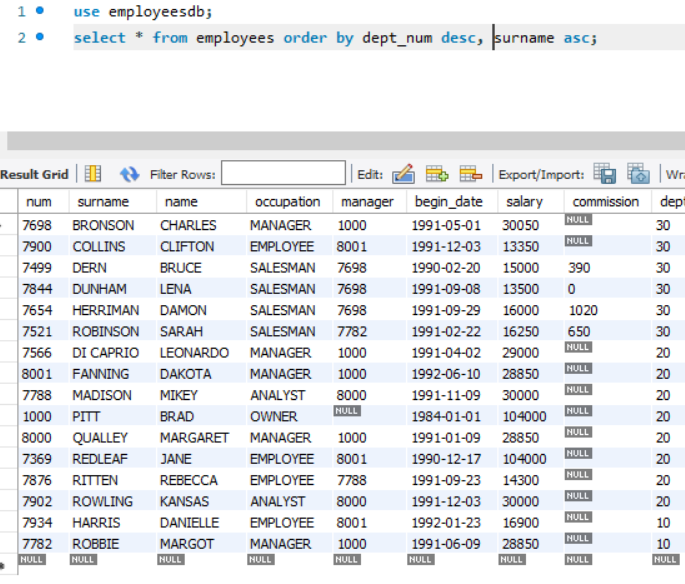 1 use employeesdb;
2 select * from employees order by dept_num desc, surname asc;
Result Grid Filter Rows: Edit: Export/Import: Wra
num surname name occupation manager begin_date salary commission dept
7698 BRONSON CHARLES MANAGER 1000 1991-05-01 30050 NULL 30
7900 COLLINS CLIFTON EMPLOYEE 8001 1991-12-03 13350 NULL 30
7499 DERN BRUCE SALESMAN 7698 1990-02-20 15000 390 30
7844 DUNHAM LENA SALESMAN 7698 1991-09-08 13500 0 30
7654 HERRIMAN DAMON SALESMAN 7698 1991-09-29 16000 1020 30
7521 ROBINSON SARAH SALESMAN 7782 1991-02-22 16250 650 30
7566 DI CAPRIO LEONARDO MANAGER 1000 1991-04-02 29000 NULL 20
8001 FANNING DAKOTA MANAGER 1000 1992-06-10 28850 NULL 20
7788 MADISON MIKEY ANALYST 8000 1991-11-09 30000 NULL 20
1000 PITT BRAD OWNER NULL 1984-01-01 104000 NULL 20
8000 QUALLEY MARGARET MANAGER 1000 1991-01-09 28850 NULL 20
7369 REDLEAF JANE EMPLOYEE 8001 1990-12-17 104000 NULL 20
7876 RITTEN REBECCA EMPLOYEE 7788 1991-09-23 14300 NULL 20
7902 ROWLING KANSAS ANALYST 8000 1991-12-03 30000 NULL 20
7934 HARRIS DANIELLE EMPLOYEE 8001 1992-01-23 16900 NULL 10
7782 ROBBIE MARGOT MANAGER 1000 1991-06-09 28850 NULL 10
NULL NULL NULL NULL NULL NULL NULL NULL NULL